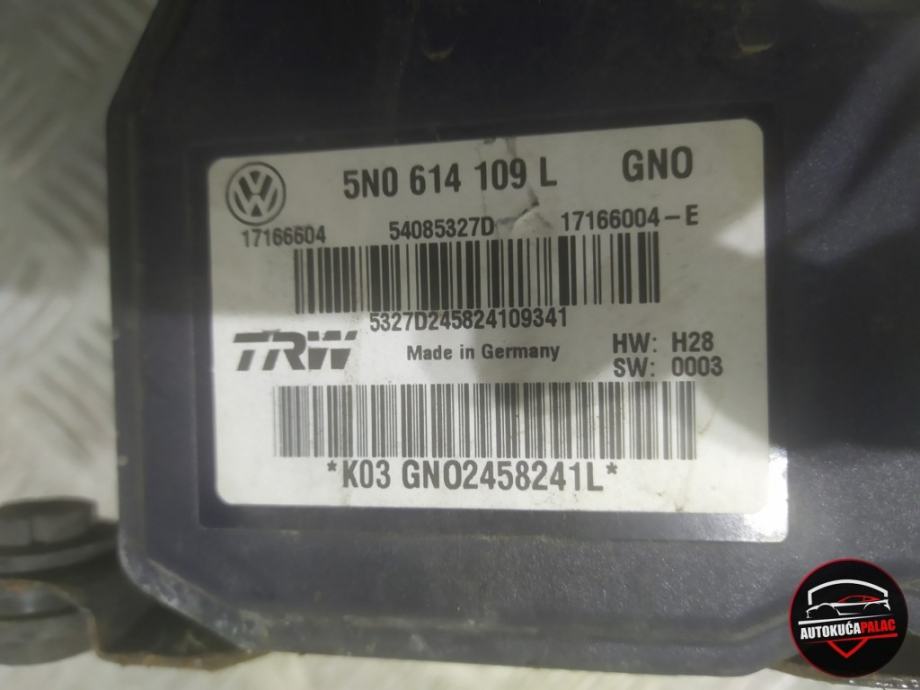 5N0 614 109 L GNO
17166604 54085327D 17166004-E
5327D245824109341
TRW Made in Germany HW: H28
SW: 0003
*K03 GNO2458241L*
AUTOKUĆAPALAC